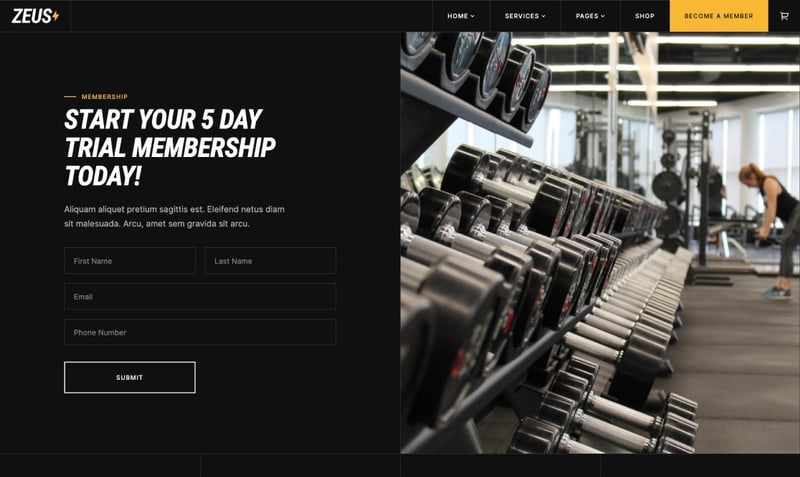 ZEUS
HOME
SERVICES
PAGES
SHOP
BECOME A MEMBER
MEMBERSHIP
START YOUR 5 DAY
TRIAL MEMBERSHIP
TODAY!
Aliquam aliquet pretium sagittis est. Eleifend netus diam
sit malesuada. Arcu, amet sem gravida sit arcu.
First Name
Last Name
Email
Phone Number
SUBMIT